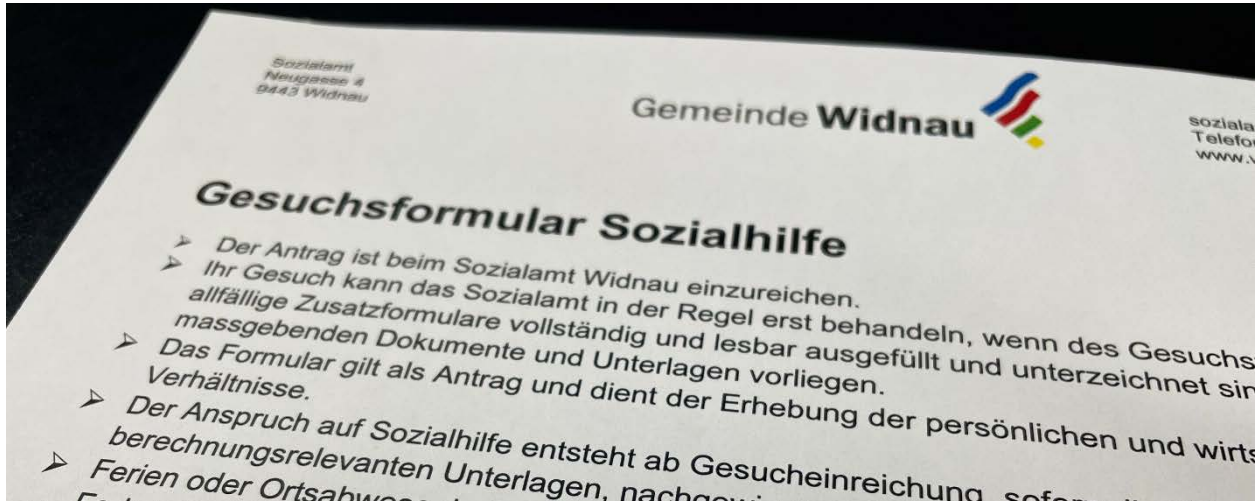 Sozialamt
Neugasse 4
9443 Widnau
Gemeinde Widnau
soziala
Telefo
www.
Gesuchsformular Sozialhilfe
➢ Der Antrag ist beim Sozialamt Widnau einzureichen.
➢ Ihr Gesuch kann das Sozialamt in der Regel erst behandeln, wenn des Gesuchs
allfällige Zusatzformulare vollständig und lesbar ausgefüllt und unterzeichnet sin
massgebenden Dokumente und Unterlagen vorliegen.
➢ Das Formular gilt als Antrag und dient der Erhebung der persönlichen und wirts
Verhältnisse.
➢ Der Anspruch auf Sozialhilfe entsteht ab Gesucheinreichung, sofern
berechnungsrelevanten Unterlagen,
➢ Ferien oder